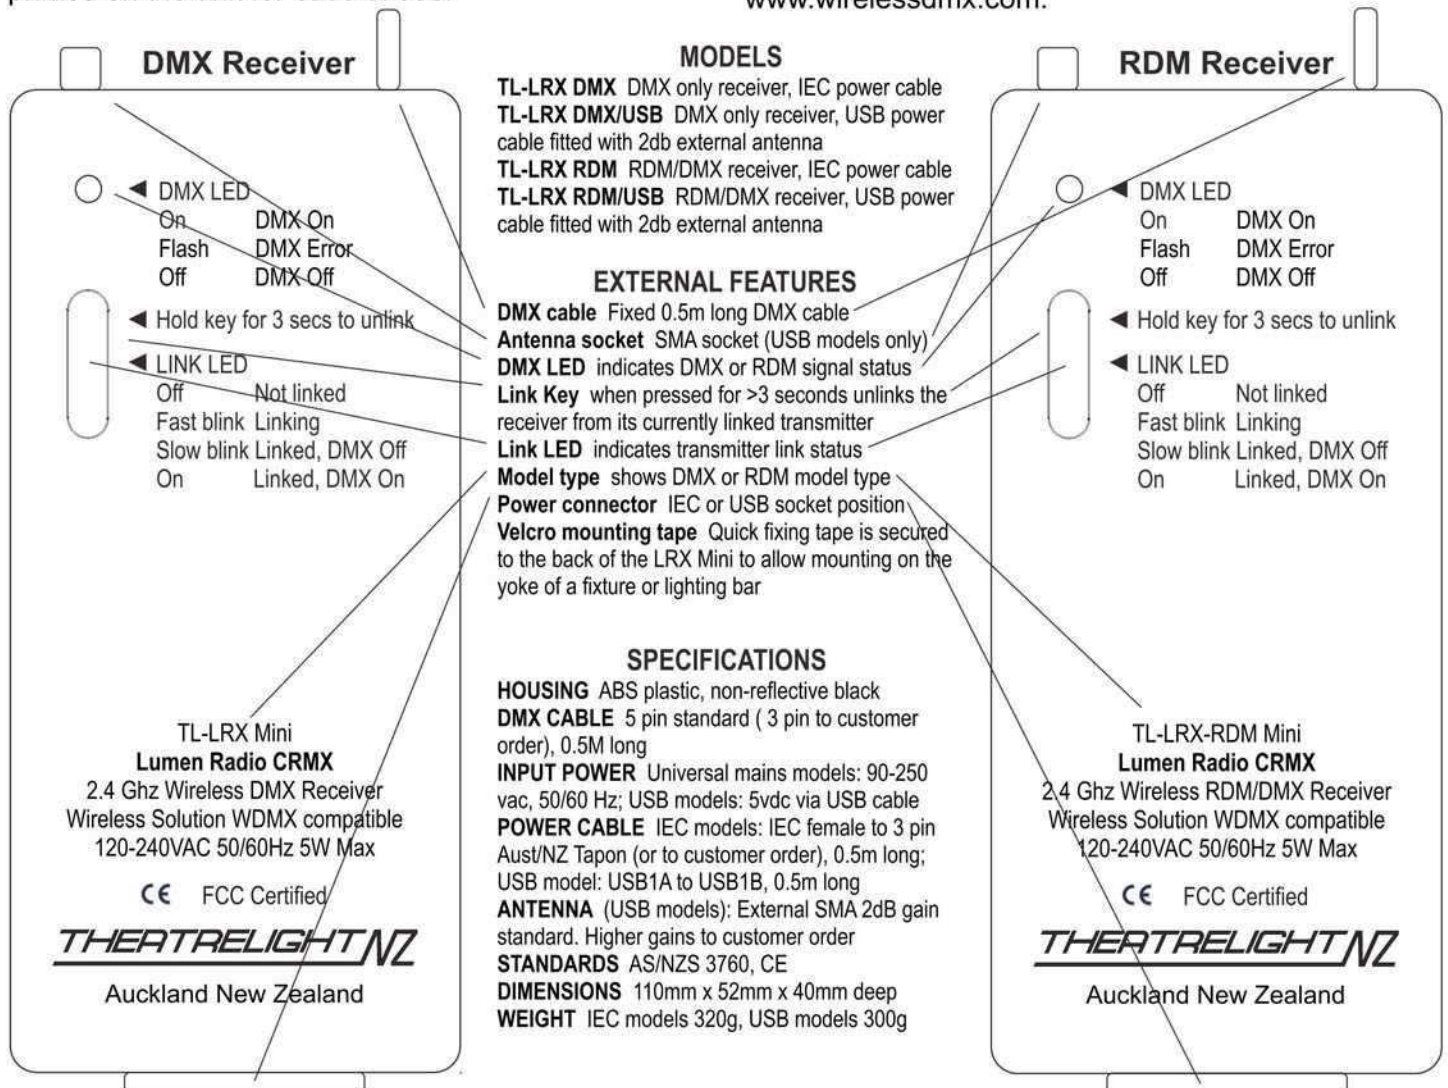 www.wirelessdmx.com.
DMX Receiver
DMX LED
On DMX On
Flash DMX Error
Off DMX Off
Hold key for 3 secs to unlink
LINK LED
Off Not linked
Fast blink Linking
Slow blink Linked, DMX Off
On Linked, DMX On
TL-LRX Mini
Lumen Radio CRMX
2.4 Ghz Wireless DMX Receiver
Wireless Solution WDMX compatible
120-240VAC 50/60Hz 5W Max
CE FCC Certified
THEATRELIGHT NZ
Auckland New Zealand
MODELS
TL-LRX DMX DMX only receiver, IEC power cable
TL-LRX DMX/USB DMX only receiver, USB power
cable fitted with 2db external antenna
TL-LRX RDM RDM/DMX receiver, IEC power cable
TL-LRX RDM/USB RDM/DMX receiver, USB power
cable fitted with 2db external antenna
EXTERNAL FEATURES
DMX cable Fixed 0.5m long DMX cable
Antenna socket SMA socket (USB models only)
DMX LED indicates DMX or RDM signal status
Link Key when pressed for >3 seconds unlinks the
receiver from its currently linked transmitter
Link LED indicates transmitter link status
Model type shows DMX or RDM model type
Power connector IEC or USB socket position
Velcro mounting tape Quick fixing tape is secured
to the back of the LRX Mini to allow mounting on the
yoke of a fixture or lighting bar
SPECIFICATIONS
HOUSING ABS plastic, non-reflective black
DMX CABLE 5 pin standard ( 3 pin to customer
order), 0.5M long
INPUT POWER Universal mains models: 90-250
vac, 50/60 Hz; USB models: 5vdc via USB cable
POWER CABLE IEC models: IEC female to 3 pin
Aust/NZ Tapon (or to customer order), 0.5m long;
USB model: USB1A to USB1B, 0.5m long
ANTENNA (USB models): External SMA 2dB gain
standard. Higher gains to customer order
STANDARDS AS/NZS 3760, CE
DIMENSIONS 110mm x 52mm x 40mm deep
WEIGHT IEC models 320g, USB models 300g
RDM Receiver
DMX LED
On DMX On
Flash DMX Error
Off DMX Off
Hold key for 3 secs to unlink
LINK LED
Off Not linked
Fast blink Linking
Slow blink Linked, DMX Off
On Linked, DMX On
TL-LRX-RDM Mini
Lumen Radio CRMX
2.4 Ghz Wireless RDM/DMX Receiver
Wireless Solution WDMX compatible
120-240VAC 50/60Hz 5W Max
CE FCC Certified
THEATRELIGHT NZ
Auckland New Zealand